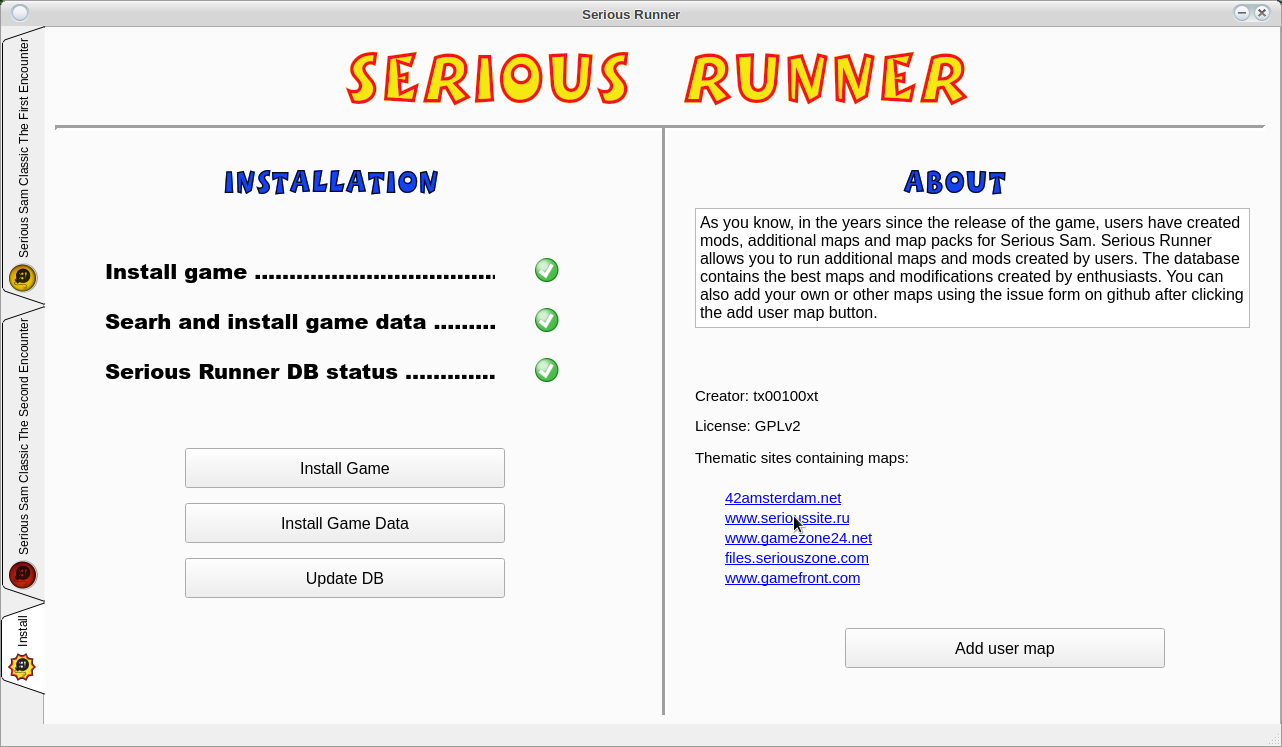 Serious Runner
Serious Sam Classic The First Encounter
Serious Sam Classic The Second Encounter
Install
SERIOUS RUNNER
INSTALLATION
Install game ...................................
Searh and install game data .........
Serious Runner DB status .............
Install Game
Install Game Data
Update DB
ABOUT
As you know, in the years since the release of the game, users have created
mods, additional maps and map packs for Serious Sam. Serious Runner
allows you to run additional maps and mods created by users. The database
contains the best maps and modifications created by enthusiasts. You can
also add your own or other maps using the issue form on github after clicking
the add user map button.
Creator: tx00100xt
License: GPLv2
Thematic sites containing maps:
42amsterdam.net
www.serioussite.ru
www.gamezone24.net
files.seriouszone.com
www.gamefront.com
Add user map